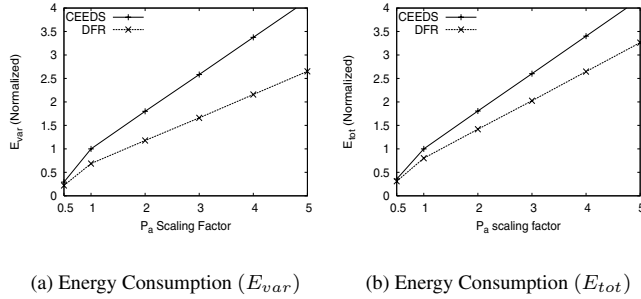 4
3.5
3
2.5
2
1.5
1
0.5
0
E_var (Normalized)
CEEDS
DFR
0.5 1 2 3 4 5
P_a Scaling Factor
4
3.5
3
2.5
2
1.5
1
0.5
0
E_tot (Normalized)
CEEDS
DFR
0.5 1 2 3 4 5
P_a scaling factor
(a) Energy Consumption (E_var)
(b) Energy Consumption (E_tot)